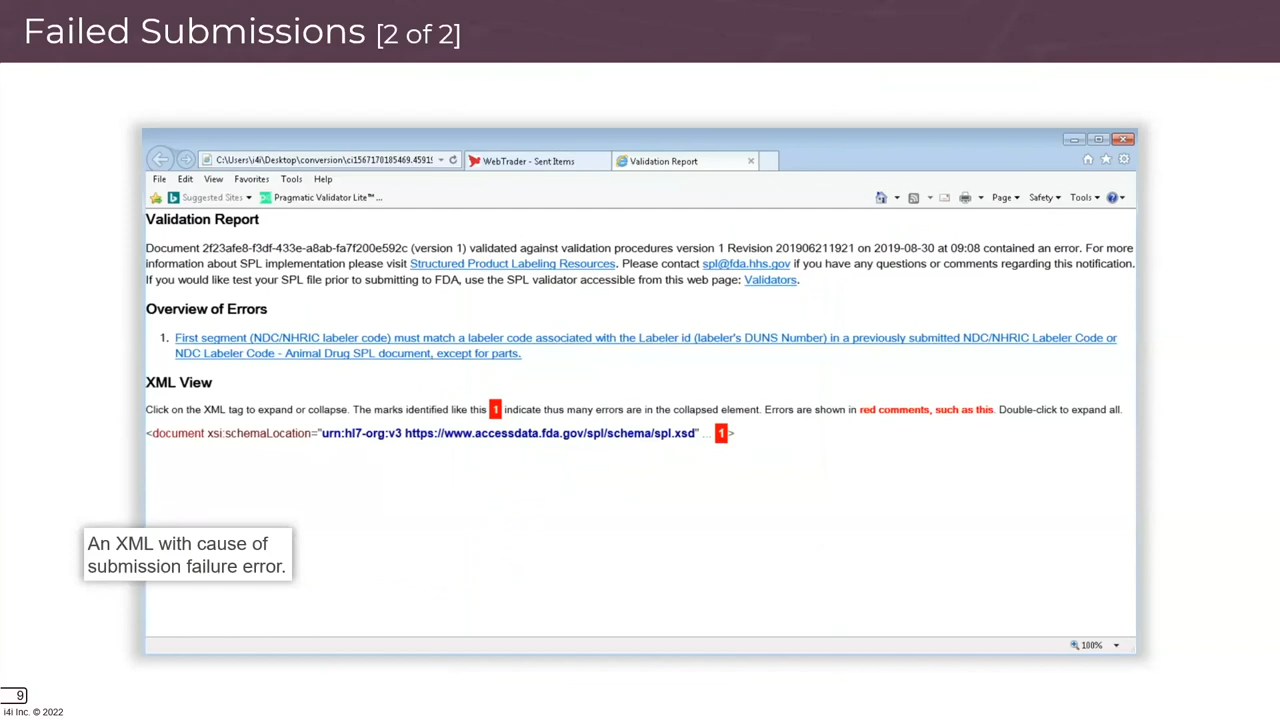 Failed Submissions [2 of 2]
C:\Users\i4i\Desktop\conversion\ci1567170185469.4591!
WebTrader - Sent Items
Validation Report
File Edit View Favorites Tools Help
Suggested Sites
Pragmatic Validator Lite™...
Page Safety Tools
Validation Report
Document 2f23afe8-f3df-433e-a8ab-fa7f200e592c (version 1) validated against validation procedures version 1 Revision 201906211921 on 2019-08-30 at 09:08 contained an error. For more
information about SPL implementation please visit Structured Product Labeling Resources. Please contact spl@fda.hhs.gov if you have any questions or comments regarding this notification.
If you would like test your SPL file prior to submitting to FDA, use the SPL validator accessible from this web page: Validators.
Overview of Errors
1. First segment (NDC/NHRIC labeler code) must match a labeler code associated with the Labeler id (labeler's DUNS Number) in a previously submitted NDC/NHRIC Labeler Code or
NDC Labeler Code - Animal Drug SPL document, except for parts.
XML View
Click on the XML tag to expand or collapse. The marks identified like this 1 indicate thus many errors are in the collapsed element. Errors are shown in red comments, such as this. Double-click to expand all.
<document xsi:schemaLocation="urn:hl7-org:v3 https://www.accessdata.fda.gov/spl/schema/spl.xsd" ... 1>
An XML with cause of
submission failure error.
100%
9
i4i Inc. © 2022